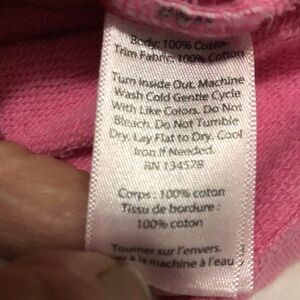 Body: 100% Cotton
Trim Fabric: 100% Cotton
Turn Inside Out. Machine
Wash Cold Gentle Cycle
With Like Colors. Do Not
Bleach. Do Not Tumble
Dry. Lay Flat to Dry. Cool
Iron If Needed.
RN 134578
Corps : 100% coton
Tissu de bordure :
100% coton
Tourner sur l'envers.
à la machine à l'eau